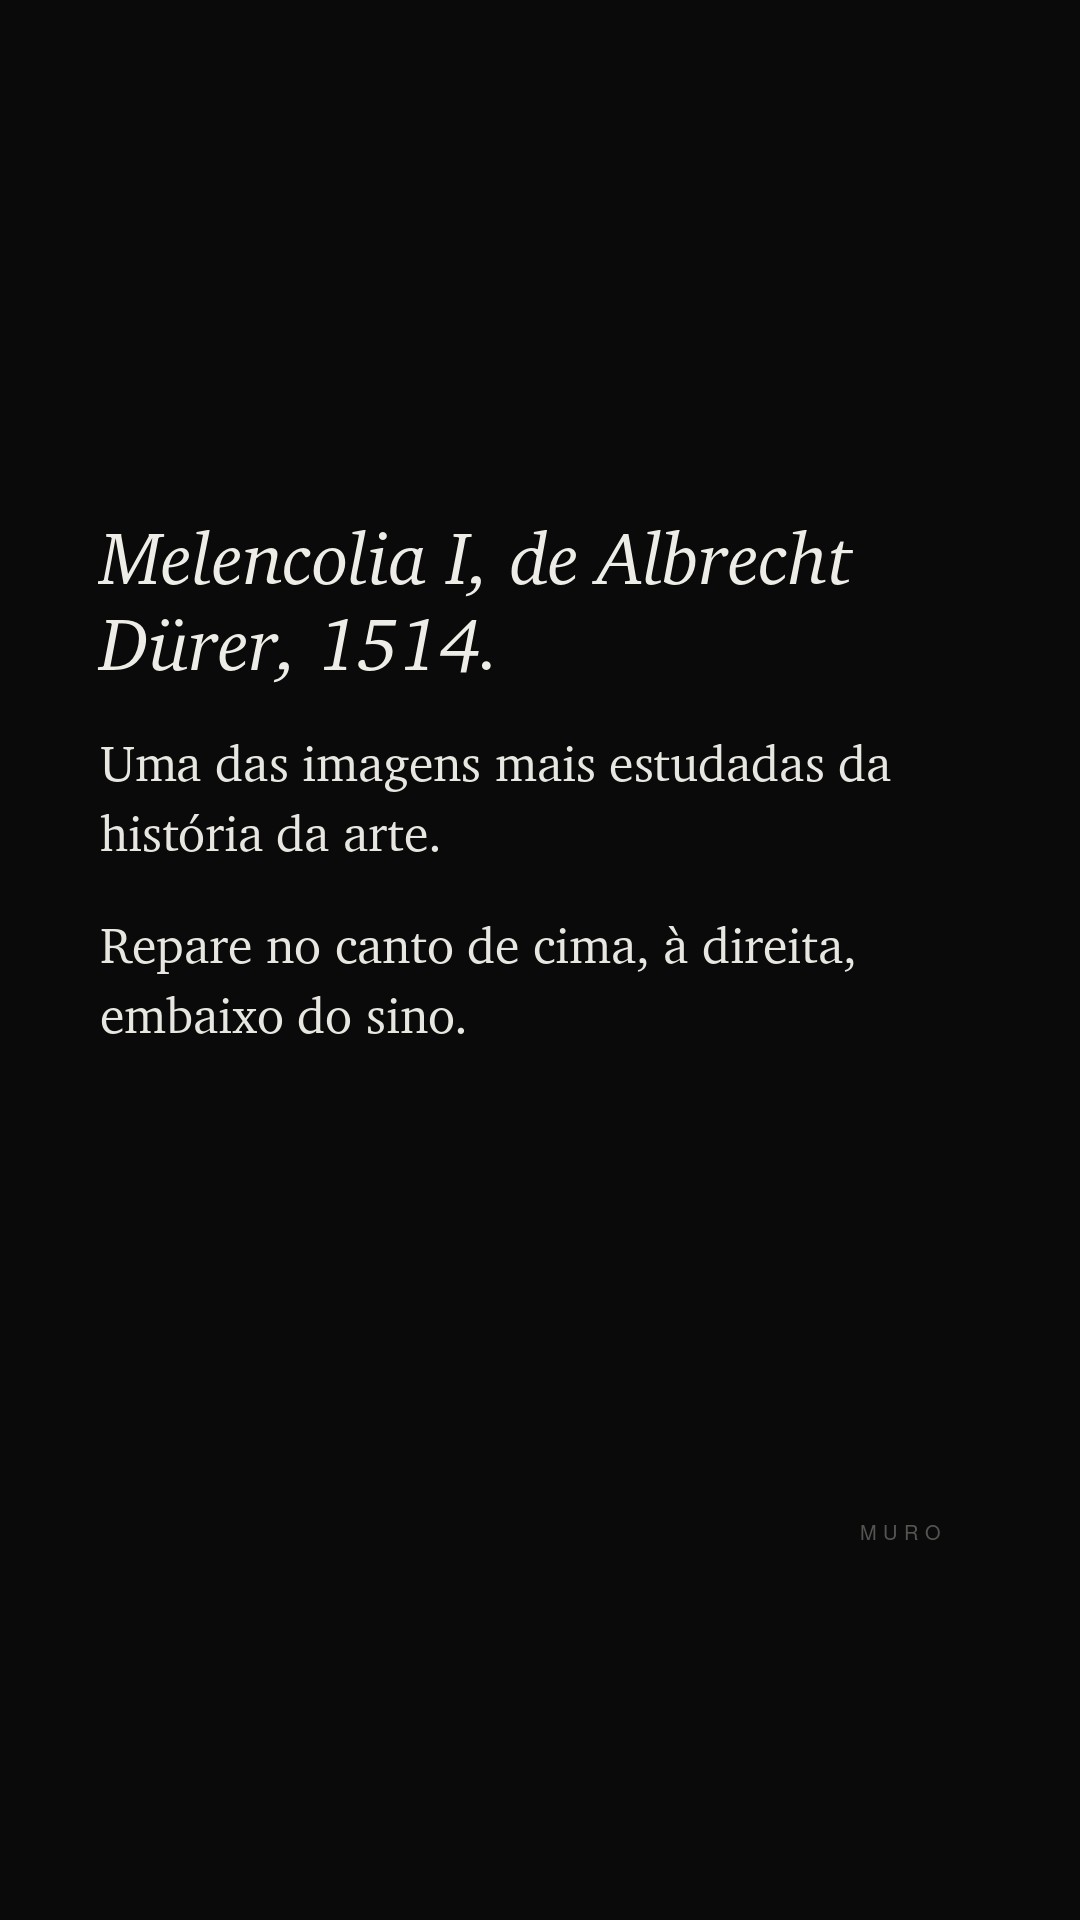 Melencolia I, de Albrecht
Dürer, 1514.
Uma das imagens mais estudadas da
história da arte.
Repare no canto de cima, à direita,
embaixo do sino.
MURO